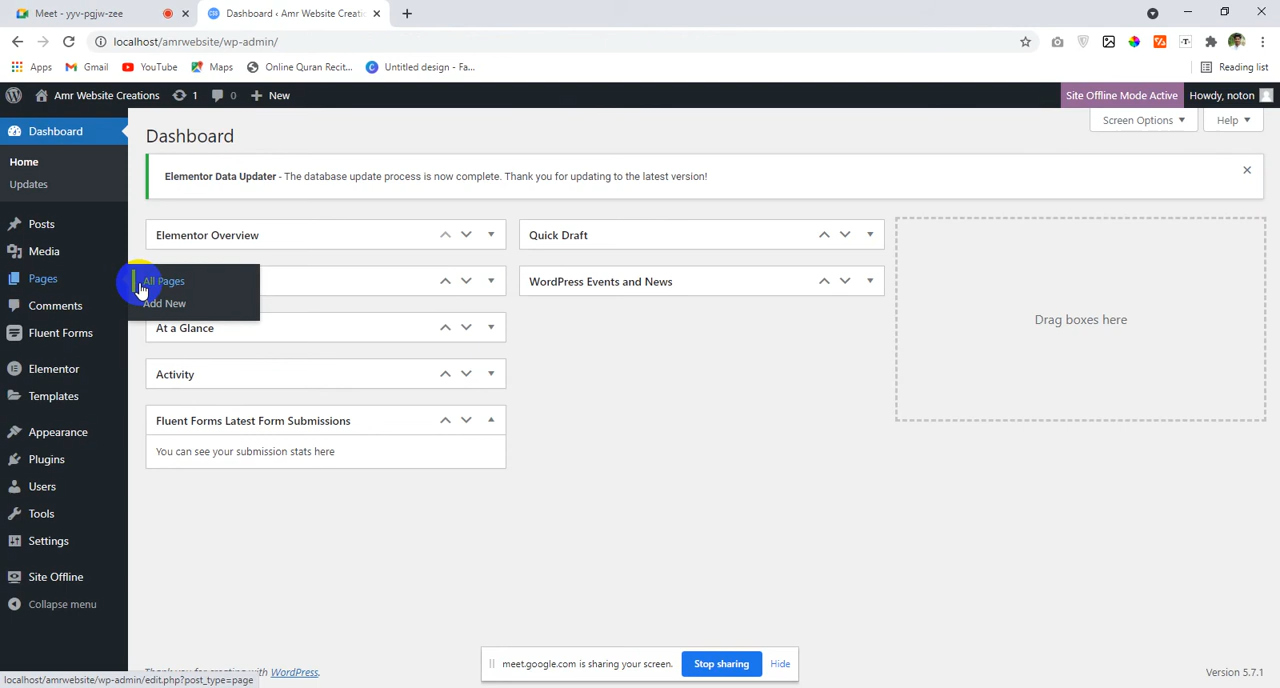 Meet - yyv-pgjw-zee
Dashboard ‹ Amr Website Creatio
localhost/amrwebsite/wp-admin/
Apps
Gmail
YouTube
Maps
Online Quran Recit...
Untitled design - Fa...
Reading list
Amr Website Creations
1
0
New
Site Offline Mode Active
Howdy, noton
Dashboard
Home
Updates
Posts
Media
Pages
All Pages
Add New
Comments
Fluent Forms
Elementor
Templates
Appearance
Plugins
Users
Tools
Settings
Site Offline
Collapse menu
Dashboard
Screen Options
Help
Elementor Data Updater - The database update process is now complete. Thank you for updating to the latest version!
Elementor Overview
At a Glance
Activity
Fluent Forms Latest Form Submissions
You can see your submission stats here
Quick Draft
WordPress Events and News
Drag boxes here
meet.google.com is sharing your screen.
Stop sharing
Hide
Thank you for creating with WordPress.
Version 5.7.1
localhost/amrwebsite/wp-admin/edit.php?post_type=page